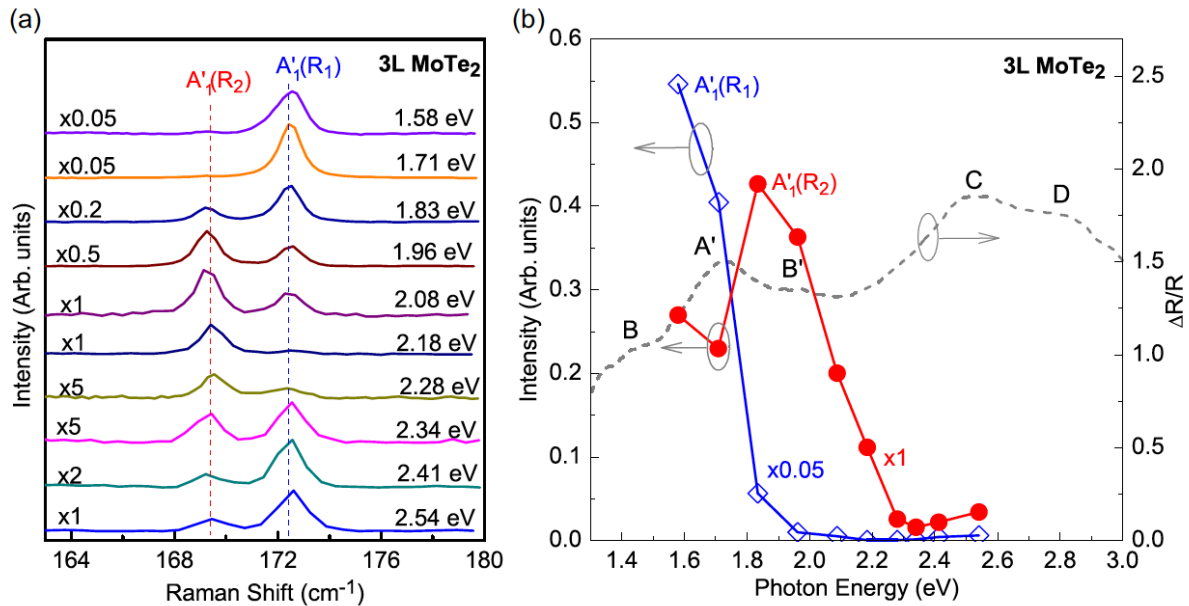 (a)
A'₁(R₂)
A'₁(R₁)
3L MoTe₂
x0.05
1.58 eV
x0.05
1.71 eV
x0.2
1.83 eV
x0.5
1.96 eV
x1
2.08 eV
x1
2.18 eV
x5
2.28 eV
x5
2.34 eV
x2
2.41 eV
x1
2.54 eV
Intensity (Arb. units)
164 168 172 176 180
Raman Shift (cm⁻¹)
(b)
3L MoTe₂
A'₁(R₁)
A'₁(R₂)
B
A'
B'
C
D
x0.05
x1
0.6
0.5
0.4
0.3
0.2
0.1
0.0
Intensity (Arb. units)
2.5
2.0
1.5
1.0
0.5
0.0
ΔR/R
1.4 1.6 1.8 2.0 2.2 2.4 2.6 2.8 3.0
Photon Energy (eV)